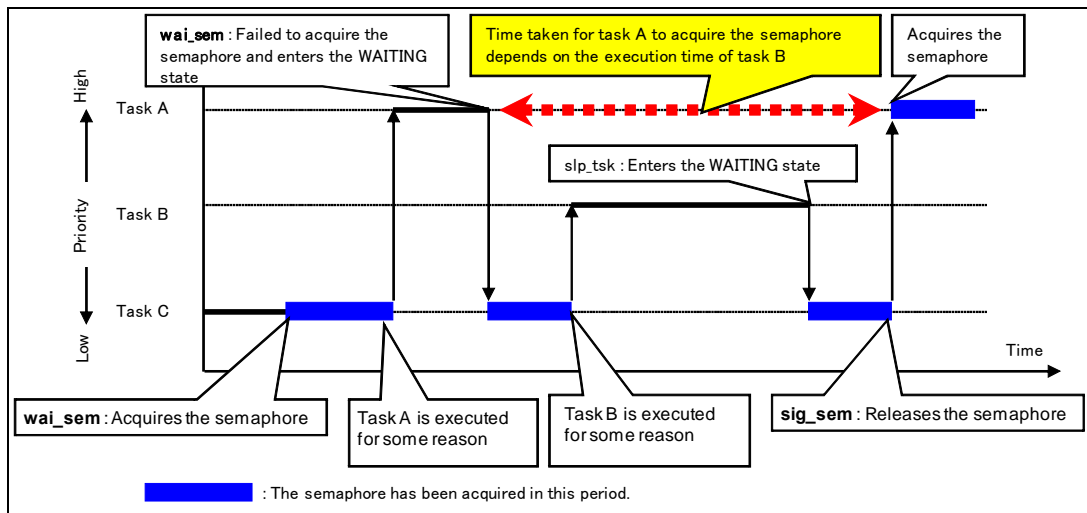 wai_sem : Failed to acquire the
semaphore and enters the WAITING
state
Time taken for task A to acquire the semaphore
depends on the execution time of task B
Acquires the
semaphore
High
Priority
Low
Task A
slp_tsk : Enters the WAITING state
Task B
Task C
Time
wai_sem : Acquires the semaphore
Task A is executed
for some reason
Task B is executed
for some reason
sig_sem : Releases the semaphore
: The semaphore has been acquired in this period.